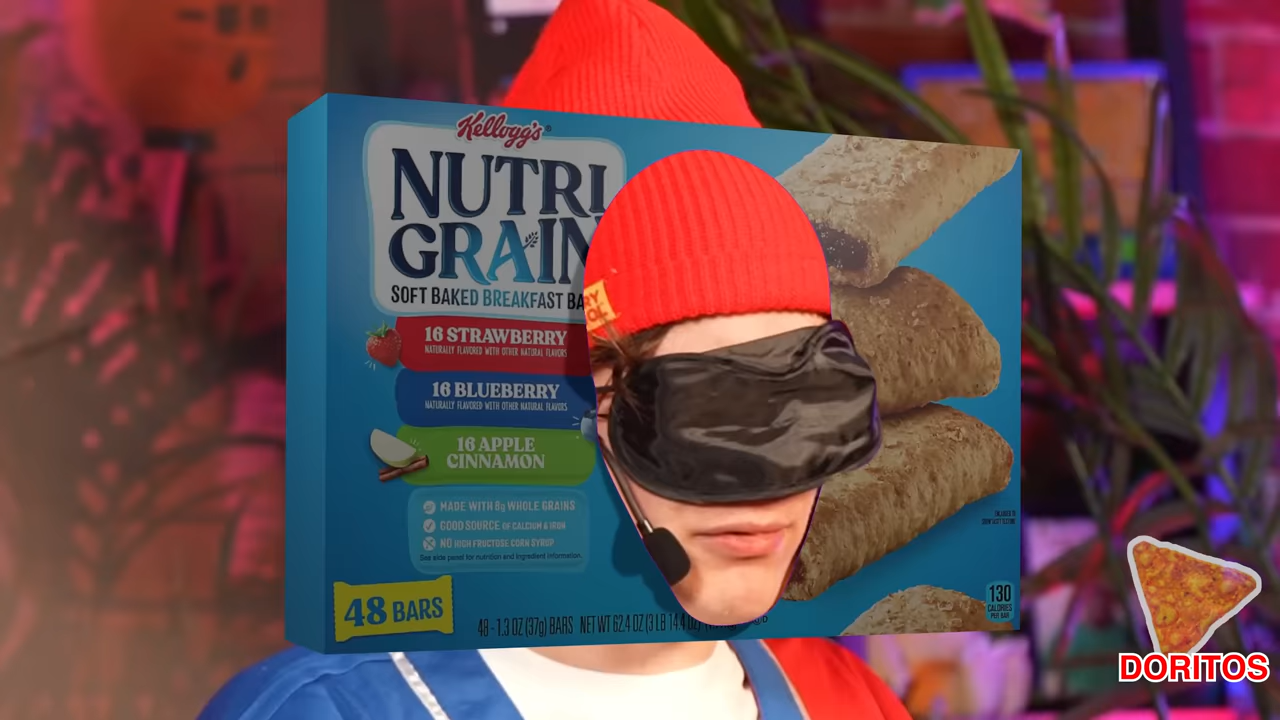 Kellogg's®
NUTRI
GRAIN
SOFT BAKED BREAKFAST BA
16 STRAWBERRY
NATURALLY FLAVORED WITH OTHER NATURAL FLAVORS
16 BLUEBERRY
NATURALLY FLAVORED WITH OTHER NATURAL FLAVORS
16 APPLE
CINNAMON
MADE WITH 8g WHOLE GRAINS
GOOD SOURCE OF CALCIUM & IRON
NO HIGH FRUCTOSE CORN SYRUP
See side panel for nutrition and ingredient information.
48 BARS
48 - 1.3 OZ (37g) BARS NET WT 62.4 OZ (3 LB 14.4 OZ)
RY
OL
130
CALORIES
PER BAR
DORITOS